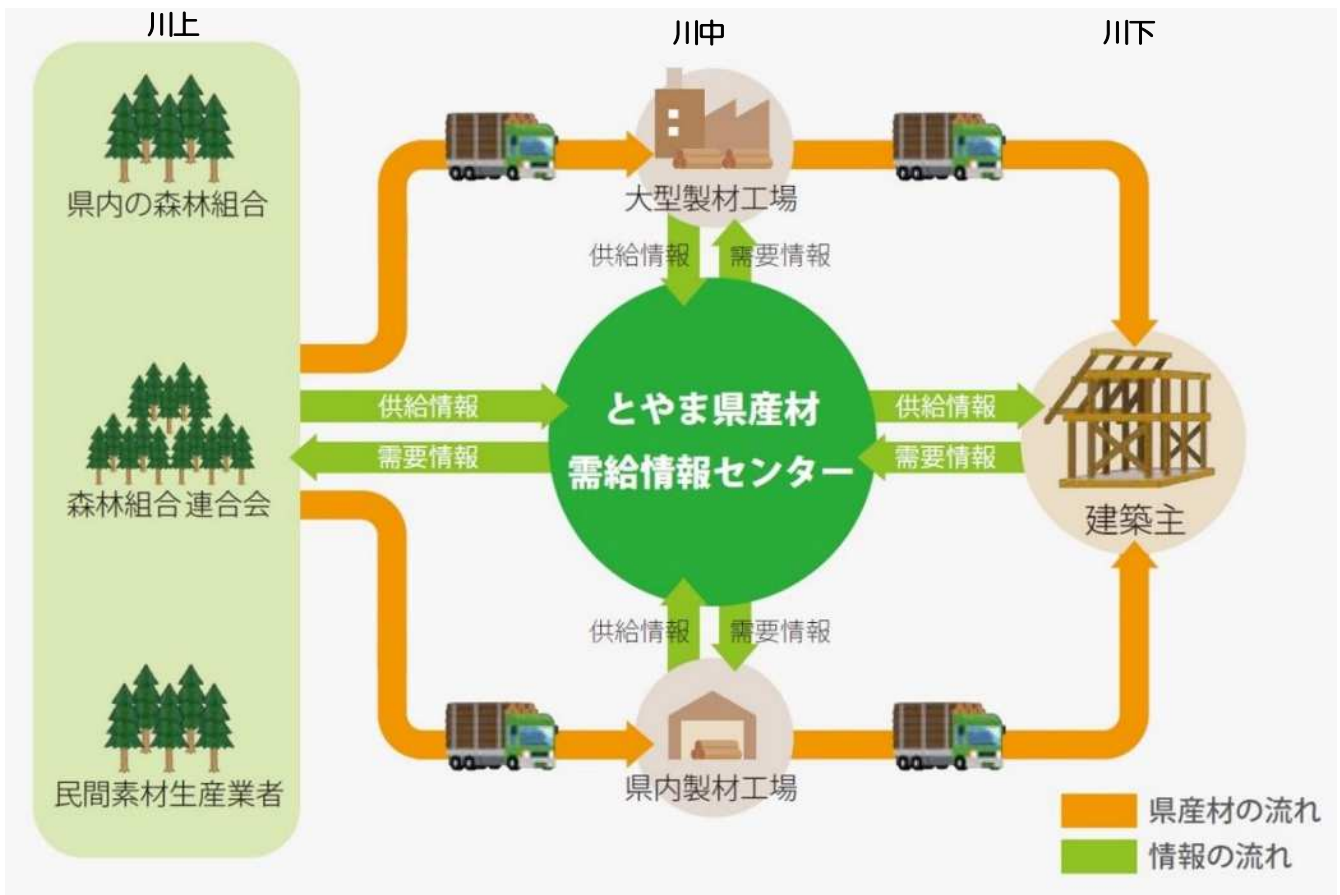 川上
川中
川下
県内の森林組合
大型製材工場
供給情報
需要情報
供給情報
需要情報
とやま県産材
需給情報センター
供給情報
需要情報
森林組合連合会
建築主
供給情報
需要情報
民間素材生産業者
県内製材工場
県産材の流れ
情報の流れ